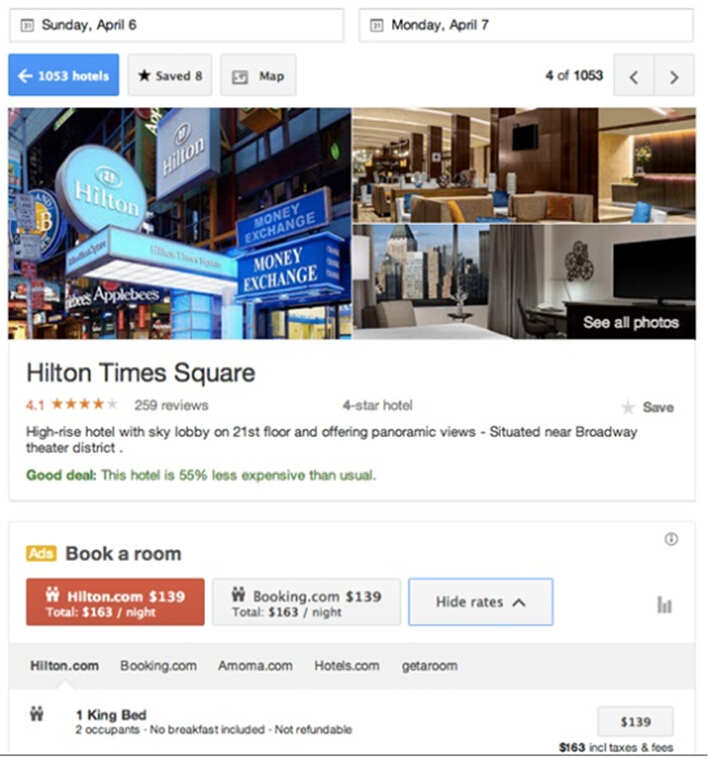 Sunday, April 6
Monday, April 7
1053 hotels
Saved 8
Map
4 of 1053
Hilton
Hilton
Hilton Times Square
MONEY EXCHANGE
MONEY
EXCHANGE
Applebee's
See all photos
Hilton Times Square
4.1 259 reviews 4-star hotel Save
High-rise hotel with sky lobby on 21st floor and offering panoramic views - Situated near Broadway
theater district .
Good deal: This hotel is 55% less expensive than usual.
Ads Book a room
Hilton.com $139
Total: $163 / night
Booking.com $139
Total: $163 / night
Hide rates
Hilton.com Booking.com Amoma.com Hotels.com getaroom
1 King Bed
2 occupants · No breakfast included · Not refundable
$139
$163 incl taxes & fees